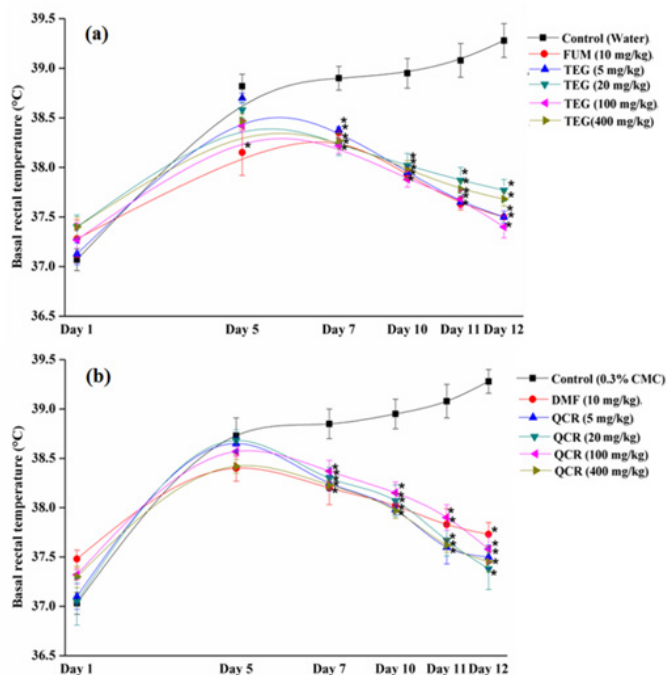 (a)
Basal rectal temperature (°C)
39.5
39.0
38.5
38.0
37.5
37.0
36.5
Day 1
Day 5
Day 7
Day 10
Day 11
Day 12
Control (Water)
FUM (10 mg/kg)
TEG (5 mg/kg)
TEG (20 mg/kg)
TEG (100 mg/kg)
TEG(400 mg/kg)
(b)
Basal rectal temperature (°C)
39.5
39.0
38.5
38.0
37.5
37.0
36.5
Day 1
Day 5
Day 7
Day 10
Day 11
Day 12
Control (0.3% CMC)
DMF (10 mg/kg)
QCR (5 mg/kg)
QCR (20 mg/kg)
QCR (100 mg/kg)
QCR (400 mg/kg)